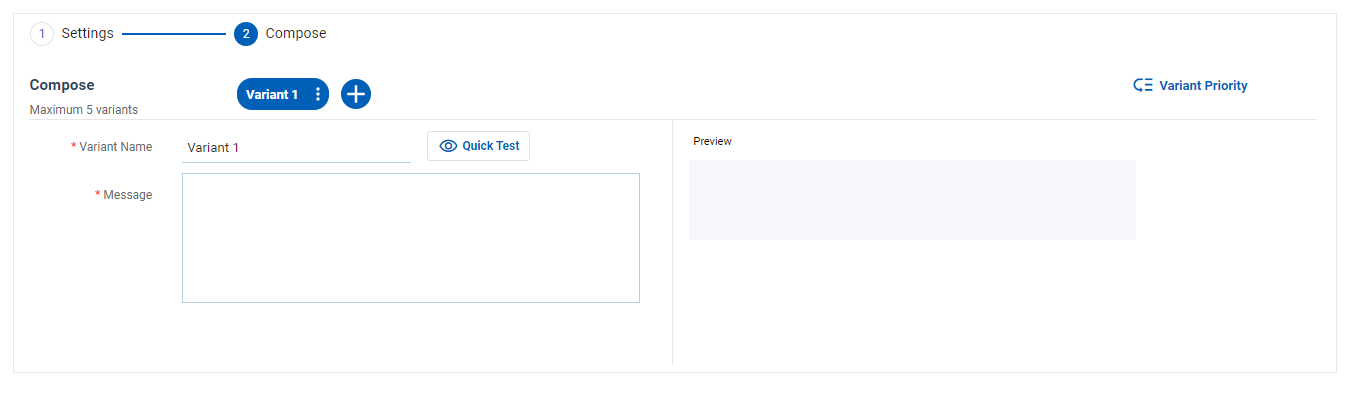 1 Settings 2 Compose
Compose
Maximum 5 variants
Variant 1
Variant Priority
* Variant Name
Variant 1
Quick Test
* Message
Preview